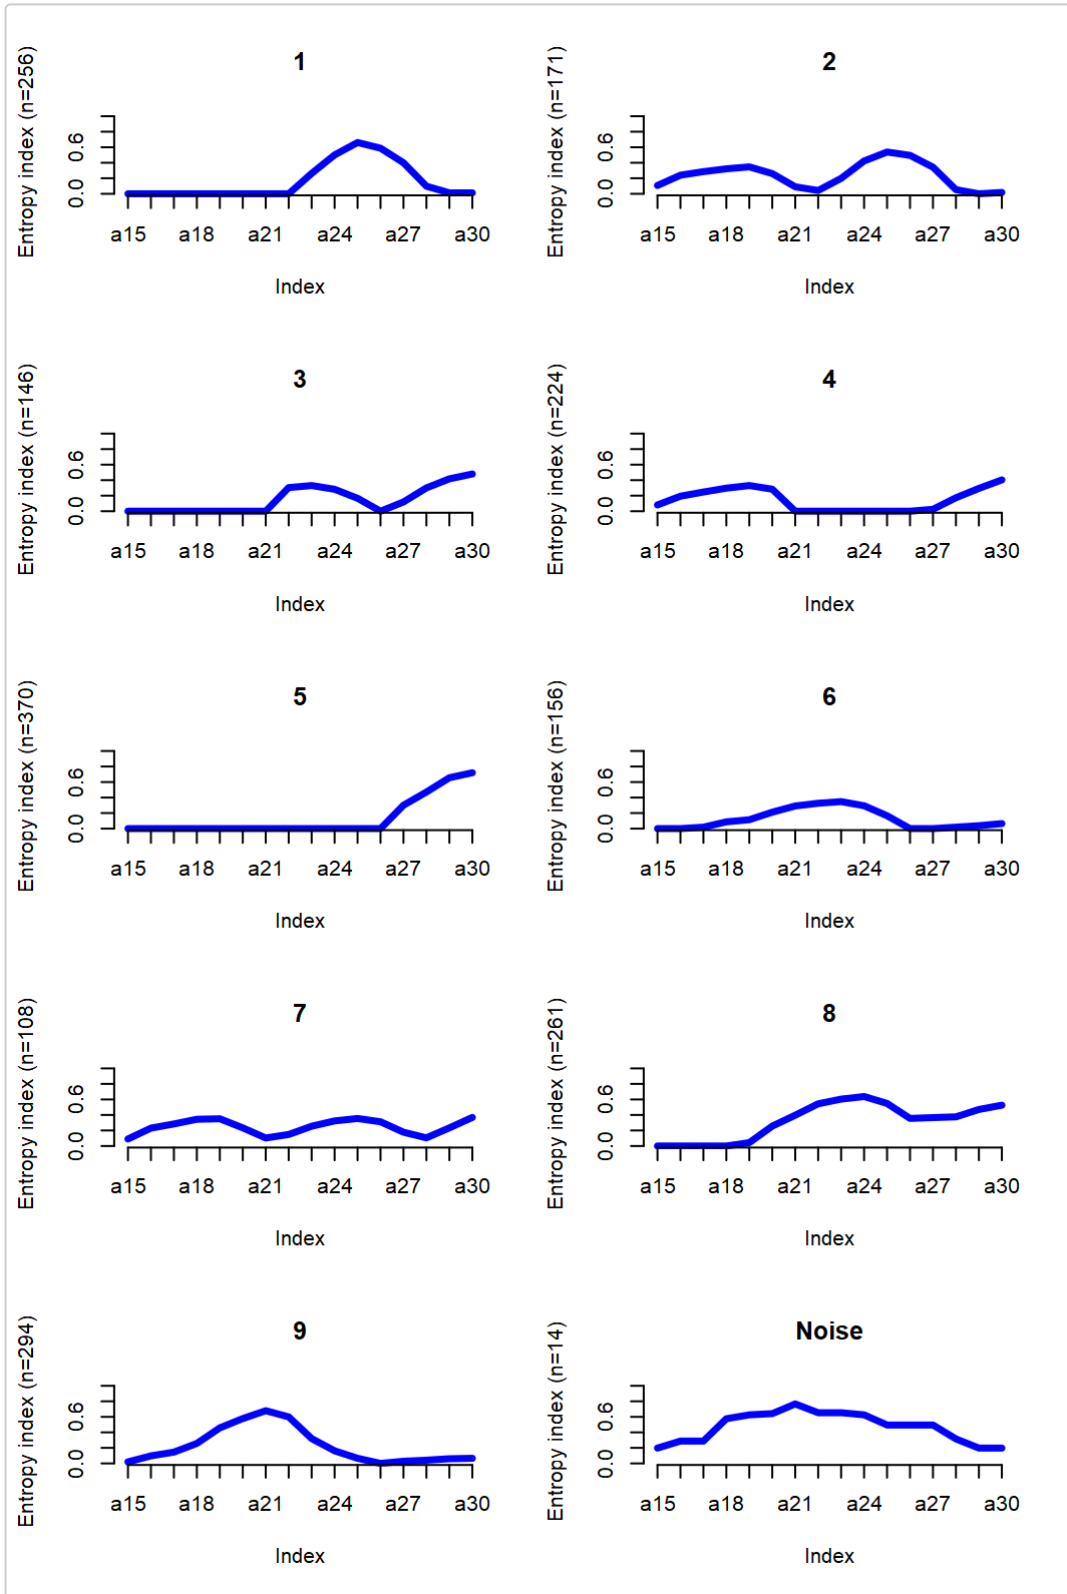 1
Entropy index (n=256)
0.0 0.6
a15 a18 a21 a24 a27 a30
Index
2
Entropy index (n=171)
0.0 0.6
a15 a18 a21 a24 a27 a30
Index
3
Entropy index (n=146)
0.0 0.6
a15 a18 a21 a24 a27 a30
Index
4
Entropy index (n=224)
0.0 0.6
a15 a18 a21 a24 a27 a30
Index
5
Entropy index (n=370)
0.0 0.6
a15 a18 a21 a24 a27 a30
Index
6
Entropy index (n=156)
0.0 0.6
a15 a18 a21 a24 a27 a30
Index
7
Entropy index (n=108)
0.0 0.6
a15 a18 a21 a24 a27 a30
Index
8
Entropy index (n=261)
0.0 0.6
a15 a18 a21 a24 a27 a30
Index
9
Entropy index (n=294)
0.0 0.6
a15 a18 a21 a24 a27 a30
Index
Noise
Entropy index (n=14)
0.0 0.6
a15 a18 a21 a24 a27 a30
Index